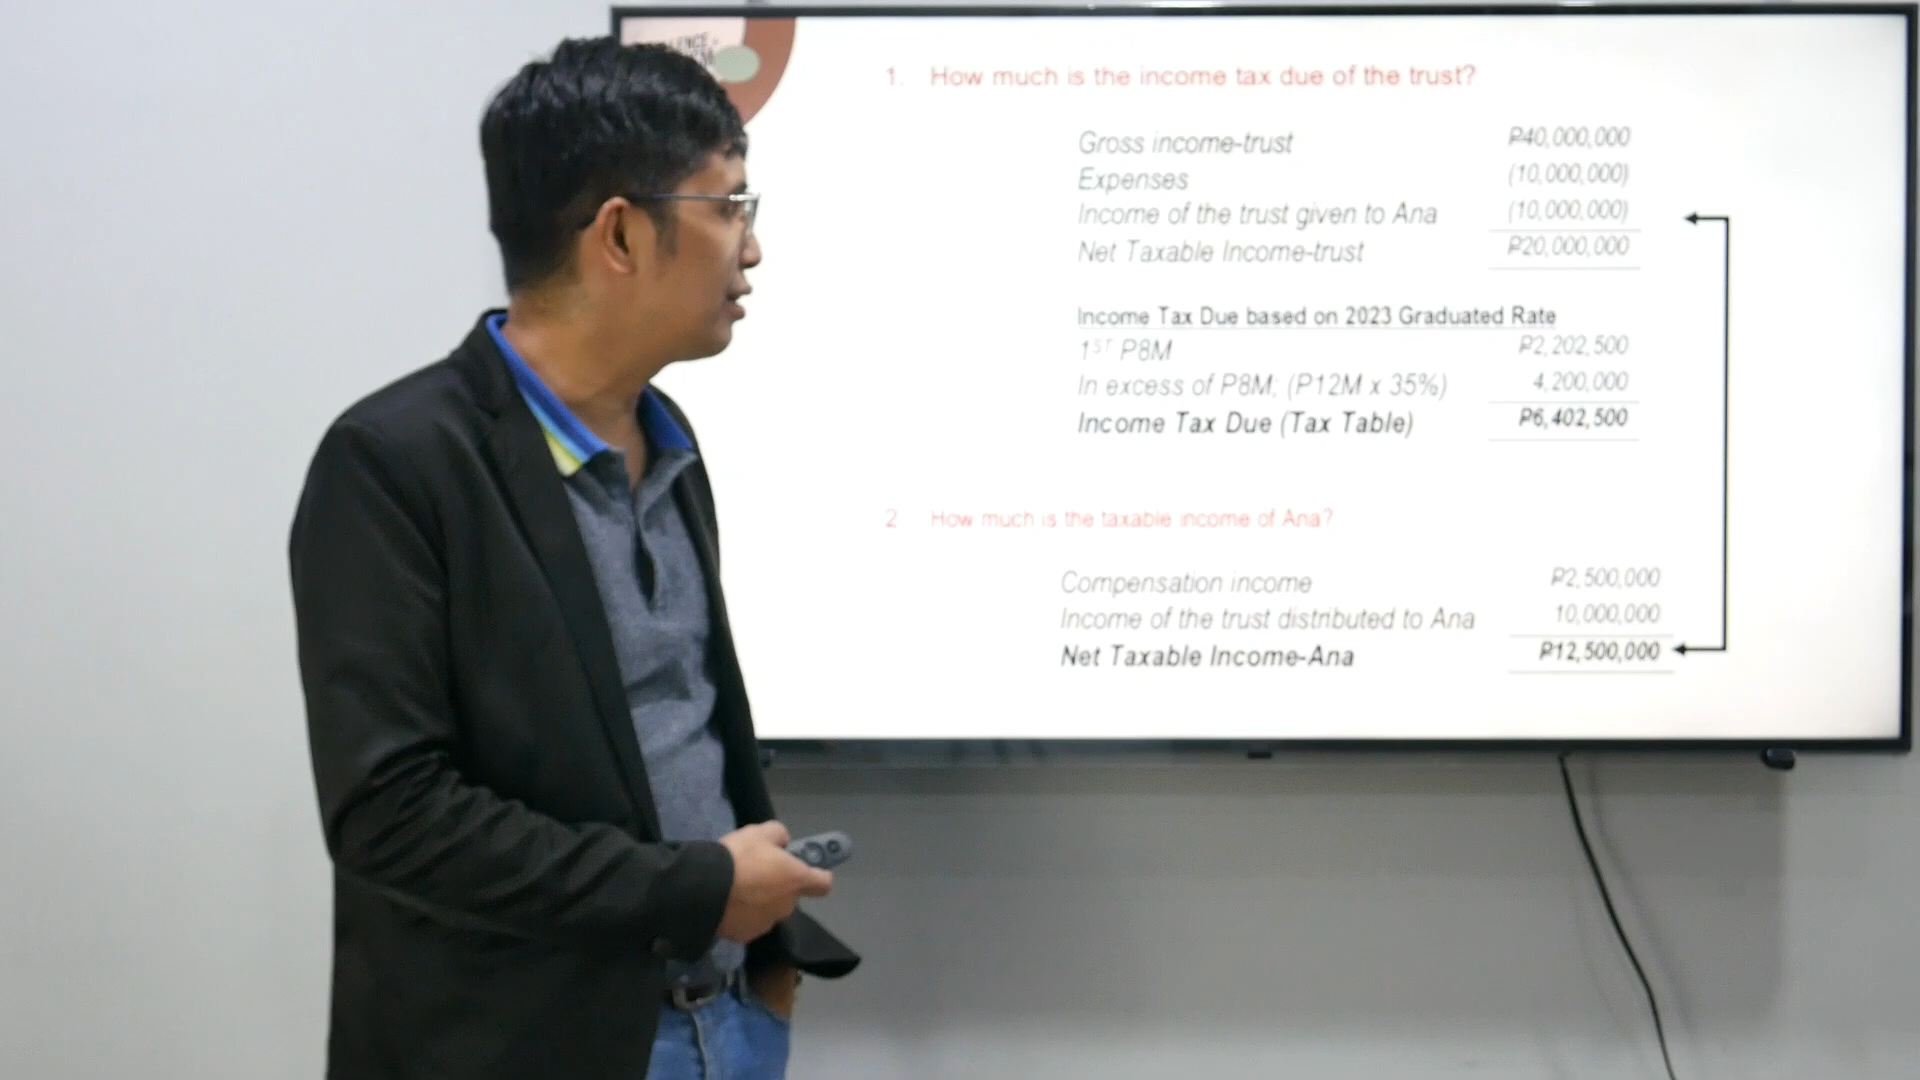 1. How much is the income tax due of the trust?
Gross income-trust ₱40,000,000
Expenses (10,000,000)
Income of the trust given to Ana (10,000,000)
Net Taxable Income-trust ₱20,000,000
Income Tax Due based on 2023 Graduated Rate
1ST P8M ₱2,202,500
In excess of P8M; (P12M x 35%) 4,200,000
Income Tax Due (Tax Table) ₱6,402,500
2 How much is the taxable income of Ana?
Compensation income ₱2,500,000
Income of the trust distributed to Ana 10,000,000
Net Taxable Income-Ana ₱12,500,000